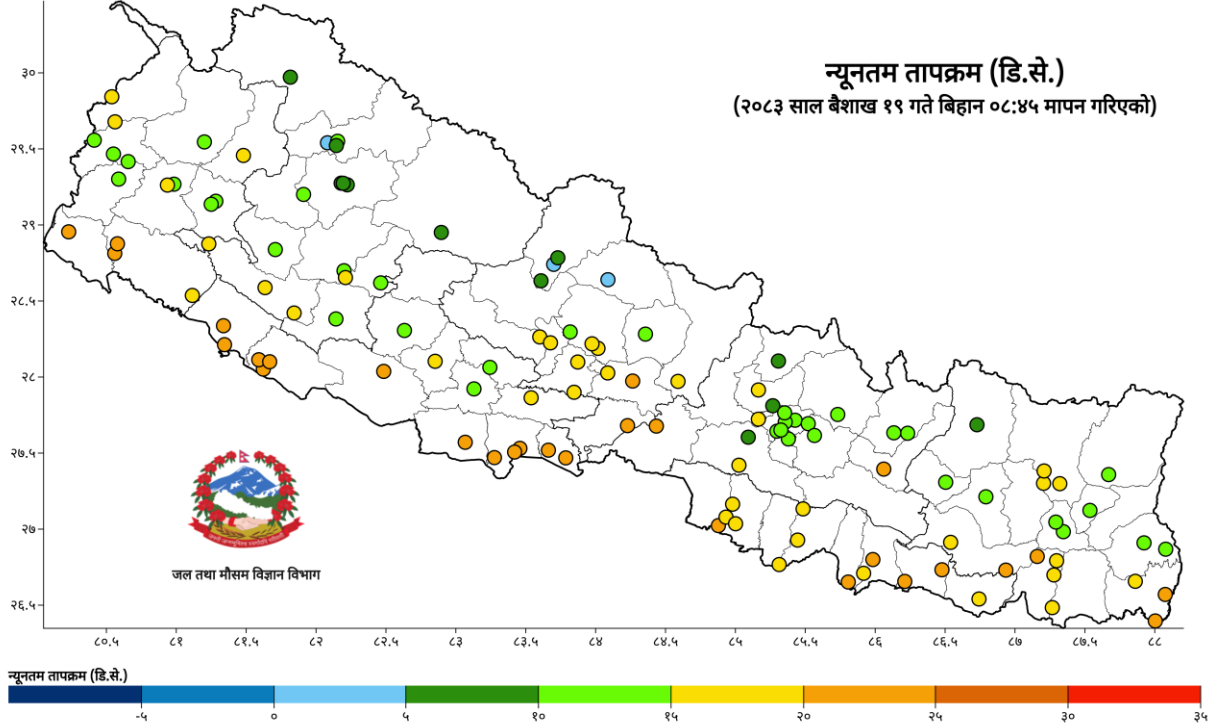 न्यूनतम तापक्रम (डि.से.)
(२०८३ साल बैशाख १९ गते बिहान ०८:४५ मापन गरिएको)
३०
२९.५
२९
२८.५
२८
२७.५
२७
२६.५
जल तथा मौसम विज्ञान विभाग
८०.५ ८१ ८१.५ ८२ ८२.५ ८३ ८३.५ ८४ ८४.५ ८५ ८५.५ ८६ ८६.५ ८७ ८७.५ ८८
न्यूनतम तापक्रम (डि.से.)
-५ ० ५ १० १५ २० २५ ३० ३५